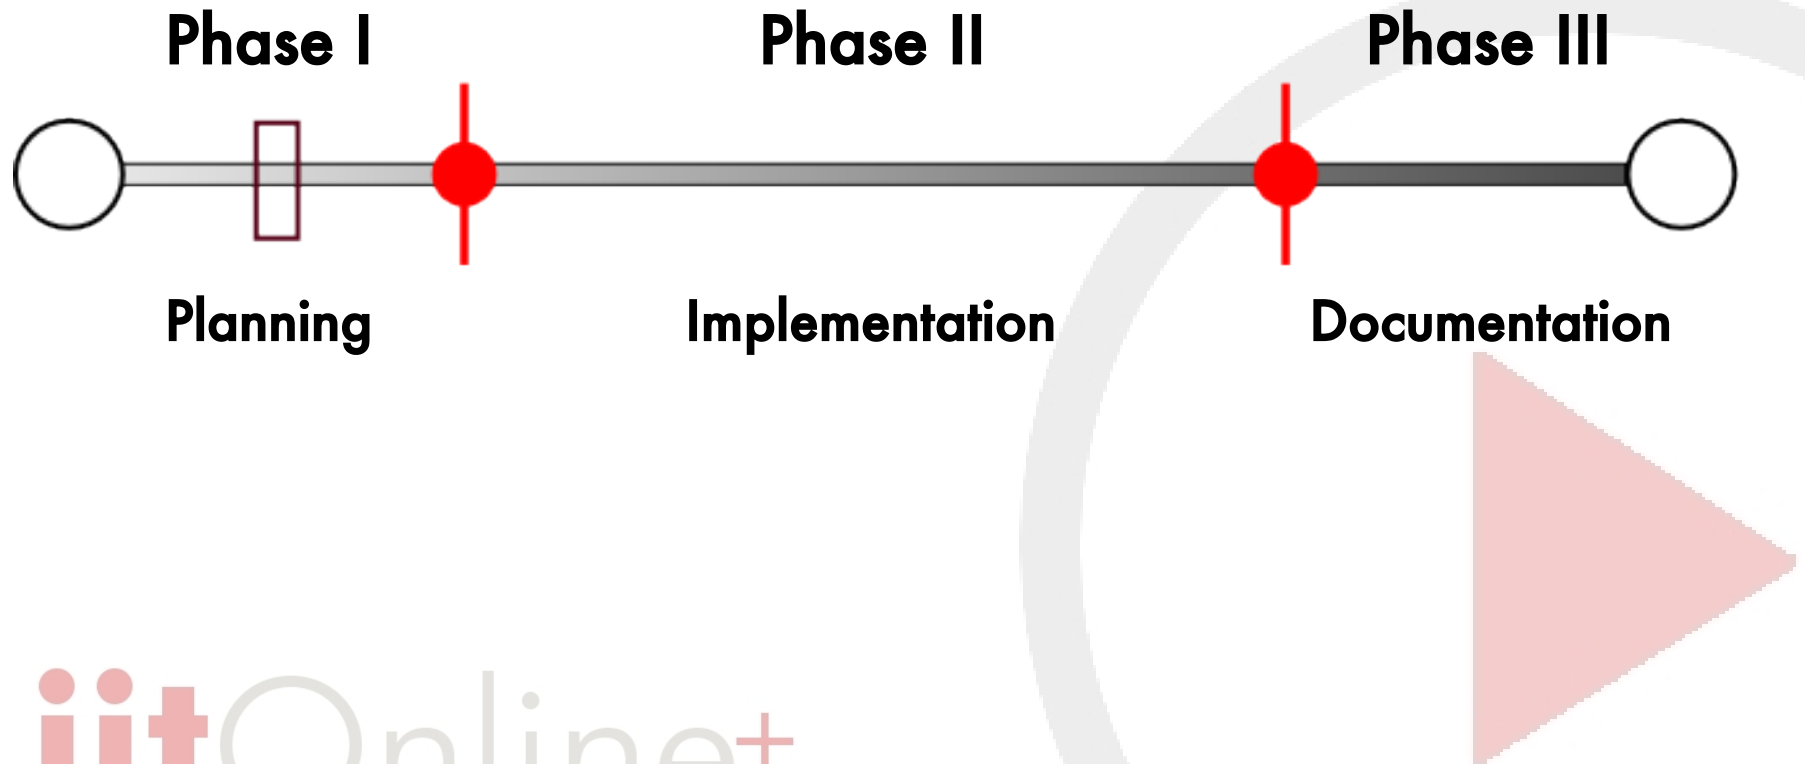 Phase I
Phase II
Phase III
Planning
Implementation
Documentation
iitOnline+